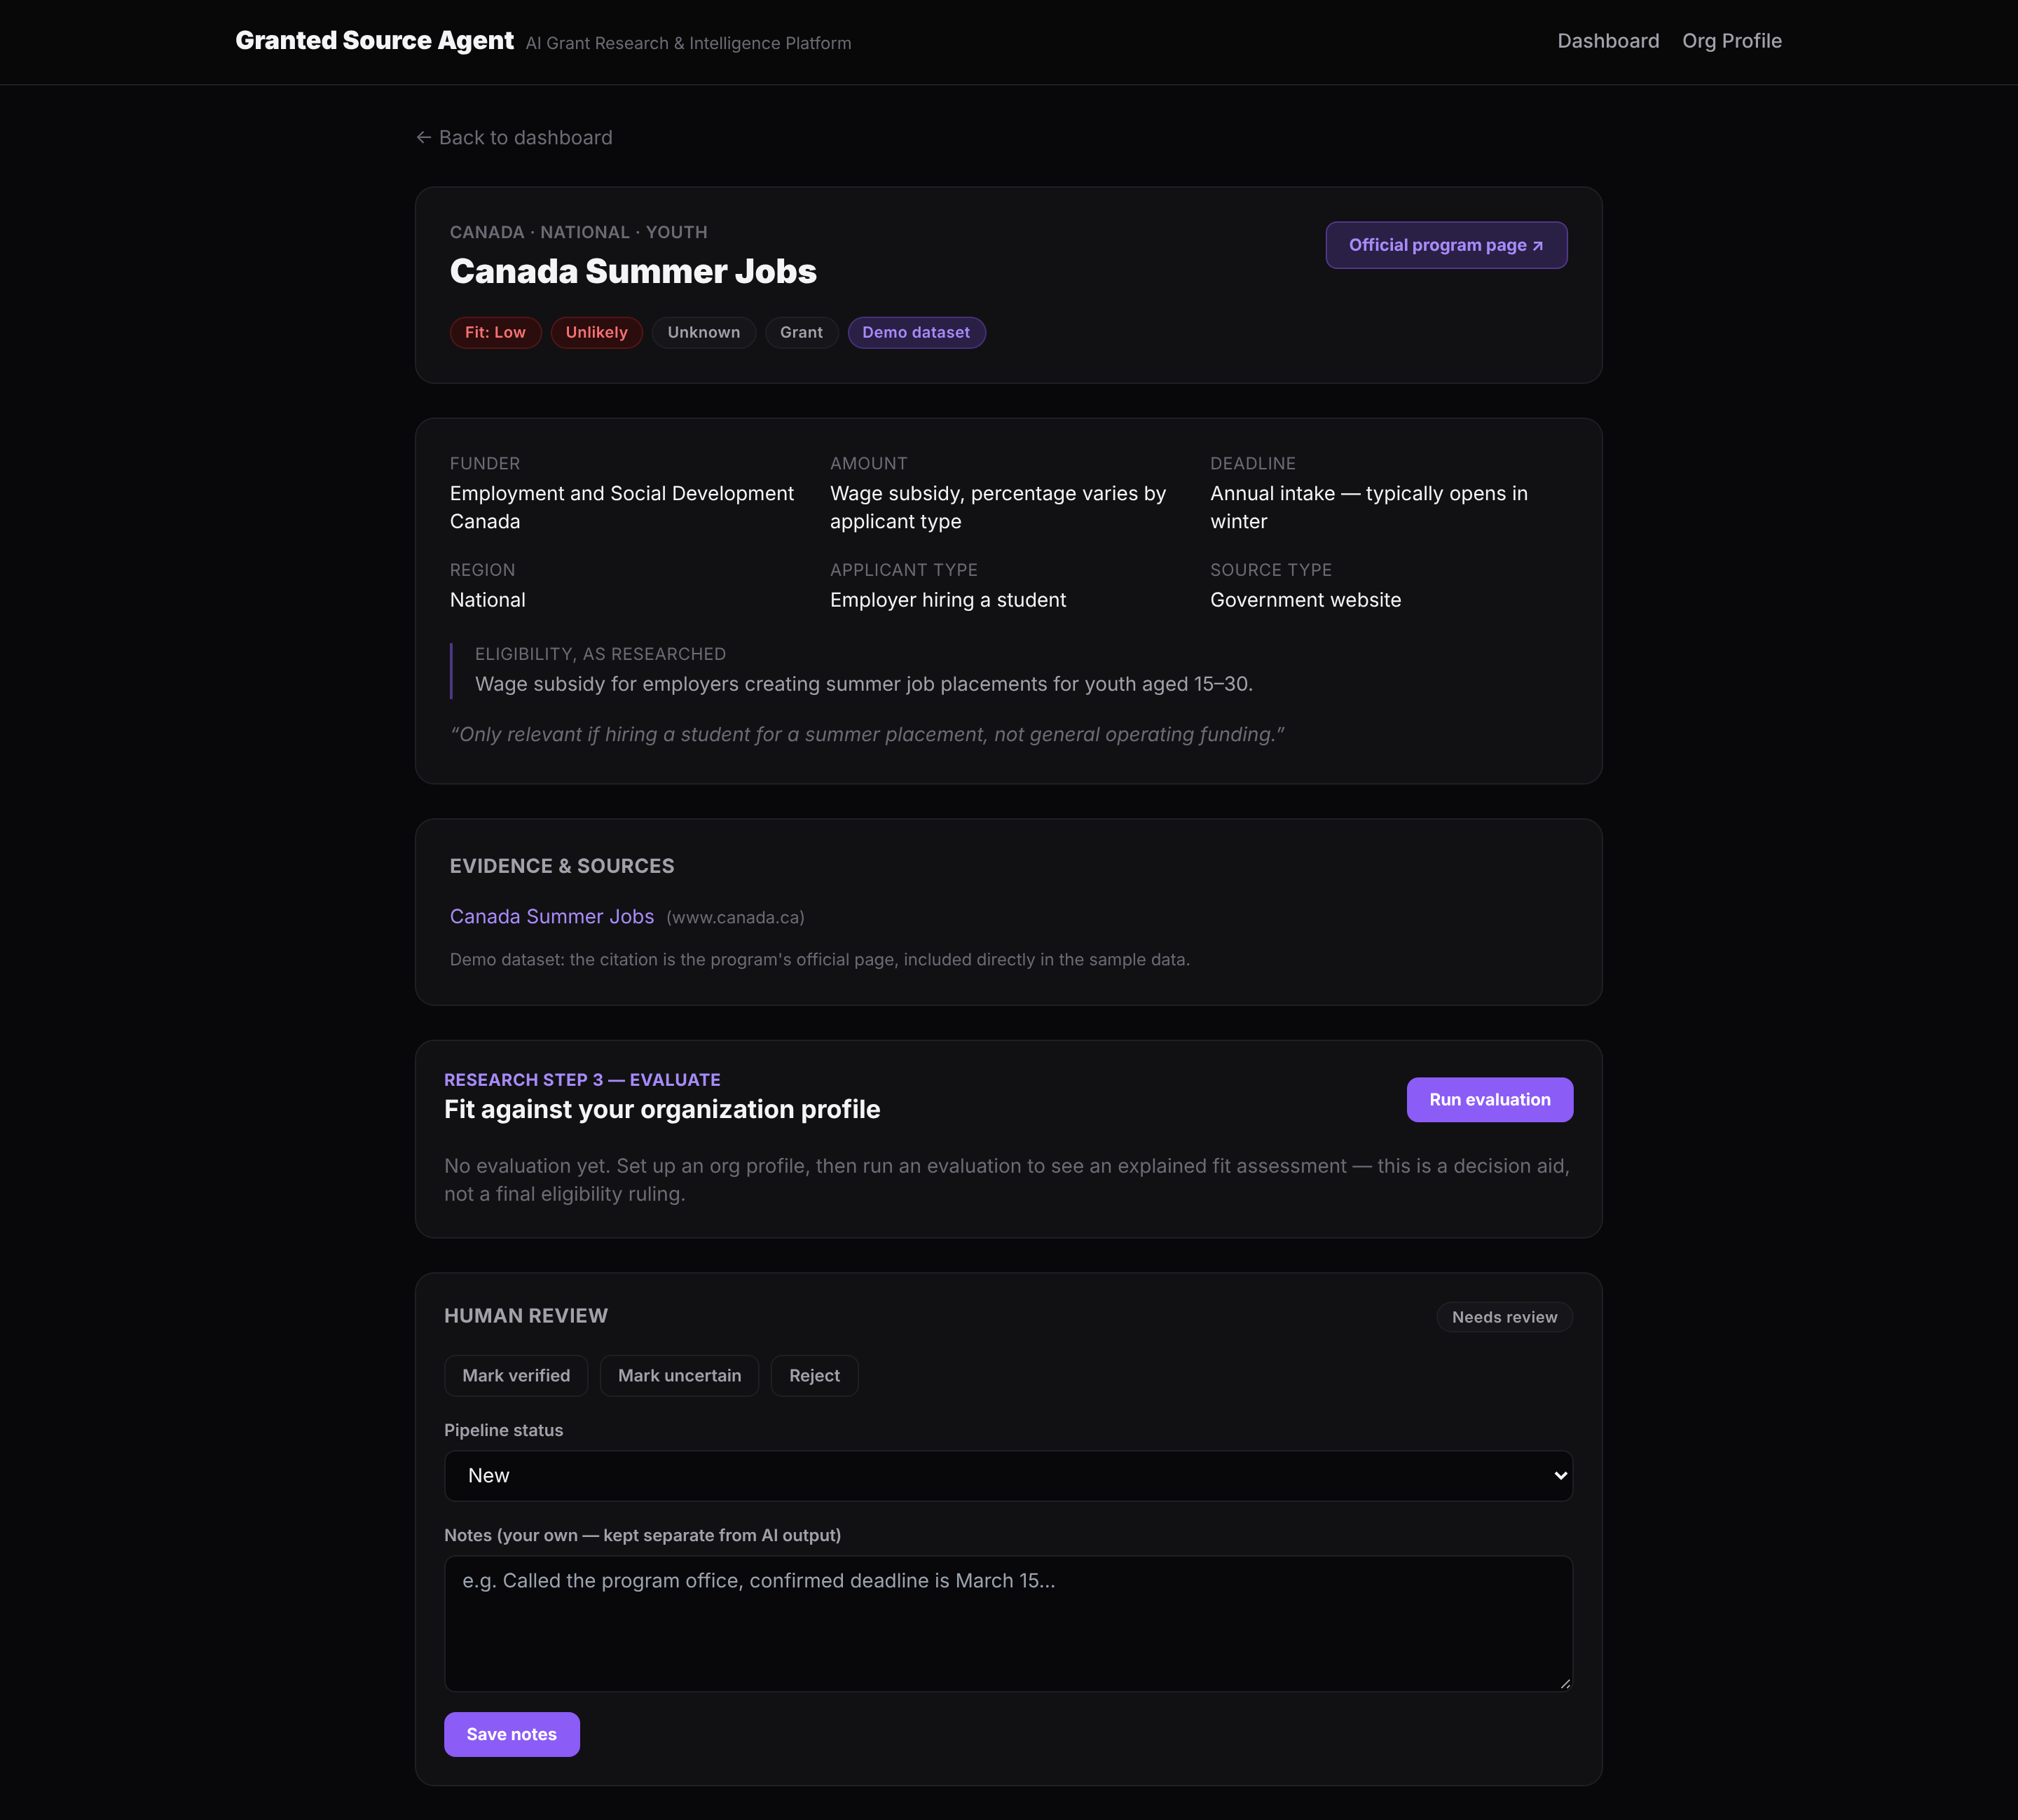 Granted Source Agent AI Grant Research & Intelligence Platform
Dashboard Org Profile
← Back to dashboard
CANADA · NATIONAL · YOUTH
Official program page ↗
Canada Summer Jobs
Fit: Low Unlikely Unknown Grant Demo dataset
FUNDER
Employment and Social Development
Canada
AMOUNT
Wage subsidy, percentage varies by
applicant type
DEADLINE
Annual intake — typically opens in
winter
REGION
National
APPLICANT TYPE
Employer hiring a student
SOURCE TYPE
Government website
ELIGIBILITY, AS RESEARCHED
Wage subsidy for employers creating summer job placements for youth aged 15–30.
“Only relevant if hiring a student for a summer placement, not general operating funding.”
EVIDENCE & SOURCES
Canada Summer Jobs (www.canada.ca)
Demo dataset: the citation is the program's official page, included directly in the sample data.
RESEARCH STEP 3 — EVALUATE
Fit against your organization profile
Run evaluation
No evaluation yet. Set up an org profile, then run an evaluation to see an explained fit assessment — this is a decision aid,
not a final eligibility ruling.
HUMAN REVIEW
Needs review
Mark verified Mark uncertain Reject
Pipeline status
New
Notes (your own — kept separate from AI output)
e.g. Called the program office, confirmed deadline is March 15...
Save notes